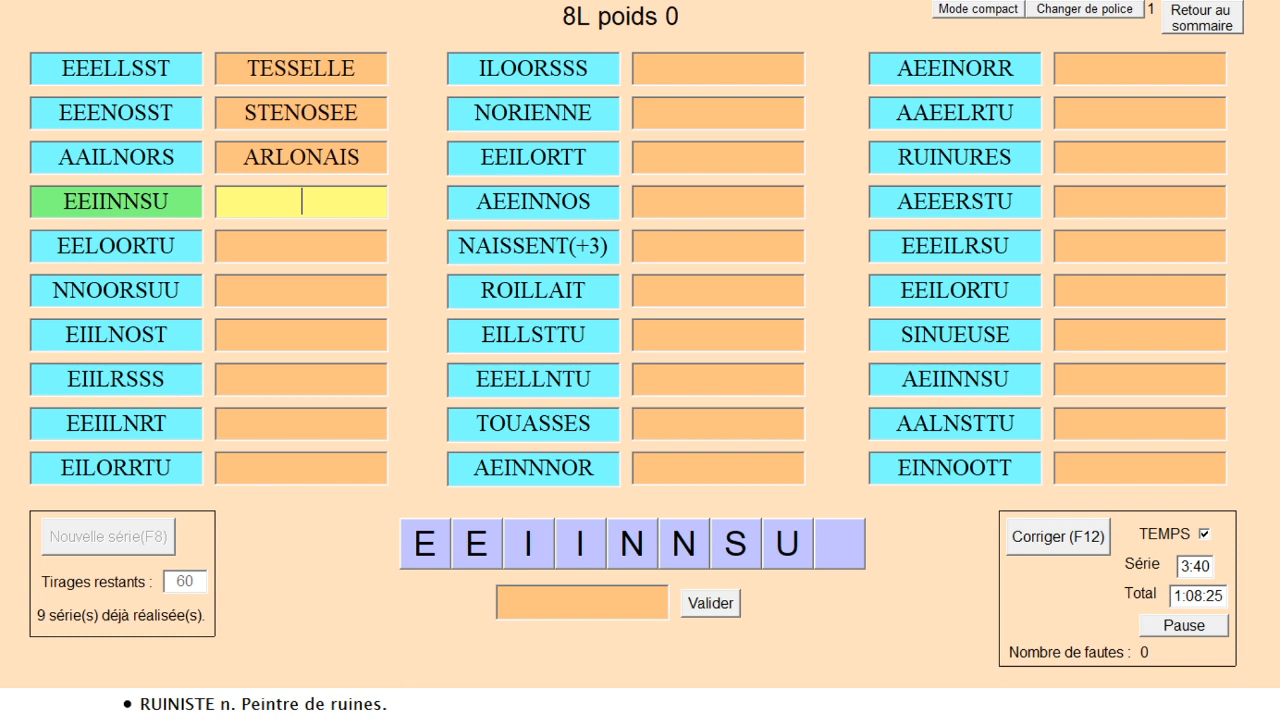 8L poids 0
Mode compact
Changer de police
1
Retour au
sommaire
EEELLSST TESSELLE
EEENOSST STENOSEE
AAILNORS ARLONAIS
EEIINNSU
EELOORTU
NNOORSUU
EIILNOST
EIILRSSS
EEIILNRT
EILORRTU
ILOORSSS
NORIENNE
EEILORTT
AEEINNOS
NAISSENT(+3)
ROILLAIT
EILLSTTU
EEELLNTU
TOUASSES
AEINNNOR
AEEINORR
AAEELRTU
RUINURES
AEEERSTU
EEEILRSU
EEILORTU
SINUEUSE
AEIINNSU
AALNSTTU
EINNOOTT
Nouvelle série(F8)
Tirages restants : 60
9 série(s) déjà réalisée(s).
E E I I N N S U
Valider
Corriger (F12)
TEMPS
Série 3:40
Total 1:08:25
Pause
Nombre de fautes : 0
• RUINISTE n. Peintre de ruines.